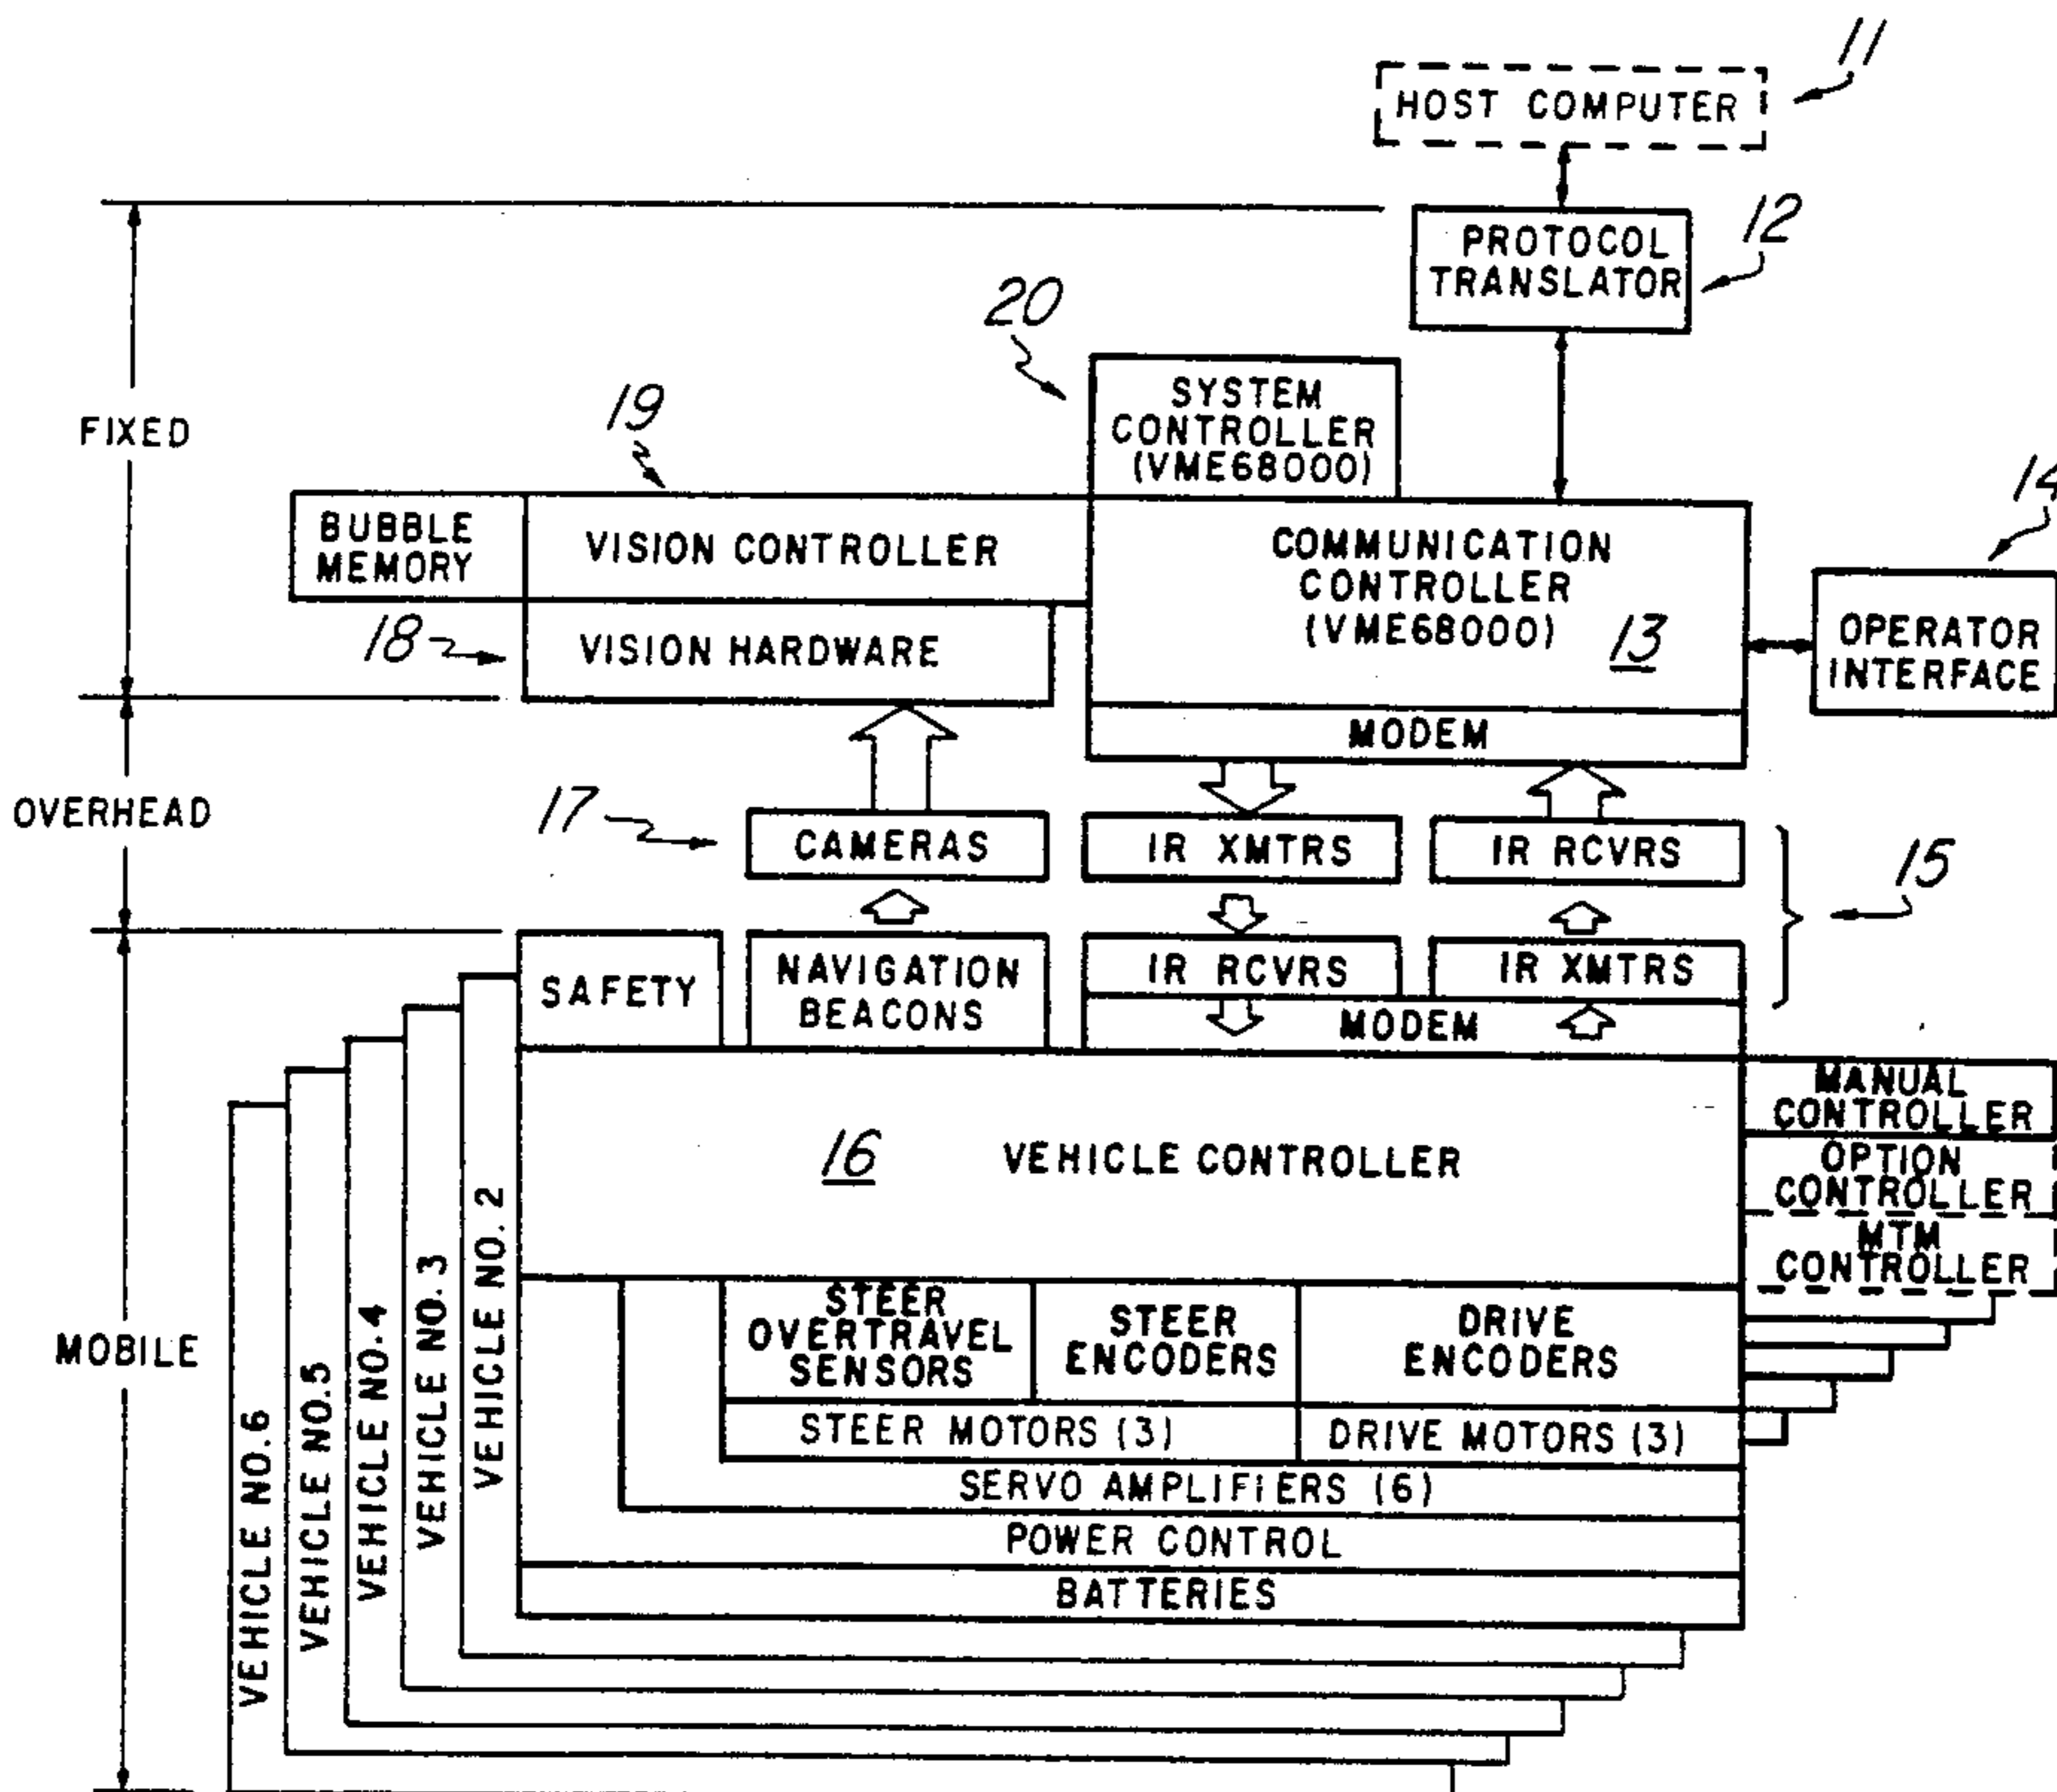 11
HOST COMPUTER
PROTOCOL
TRANSLATOR
12
20
SYSTEM
CONTROLLER
(VME68000)
FIXED
19
BUBBLE
MEMORY
VISION CONTROLLER
COMMUNICATION
CONTROLLER
(VME68000)
13
14
OPERATOR
INTERFACE
18
VISION HARDWARE
MODEM
OVERHEAD
17
CAMERAS
IR XMTRS
IR RCVRS
15
SAFETY
NAVIGATION
BEACONS
IR RCVRS
IR XMTRS
MODEM
MANUAL
CONTROLLER
OPTION
CONTROLLER
MTM
CONTROLLER
16
VEHICLE CONTROLLER
MOBILE
VEHICLE NO.6
VEHICLE NO.5
VEHICLE NO.4
VEHICLE NO.3
VEHICLE NO.2
STEER
OVERTRAVEL
SENSORS
STEER
ENCODERS
DRIVE
ENCODERS
STEER MOTORS (3)
DRIVE MOTORS (3)
SERVO AMPLIFIERS (6)
POWER CONTROL
BATTERIES